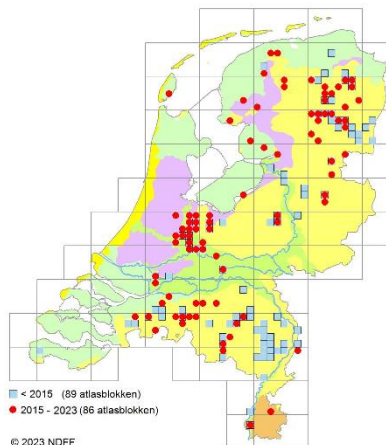 < 2015 (89 atlasblokken)
2015 - 2023 (86 atlasblokken)
© 2023 NDFF